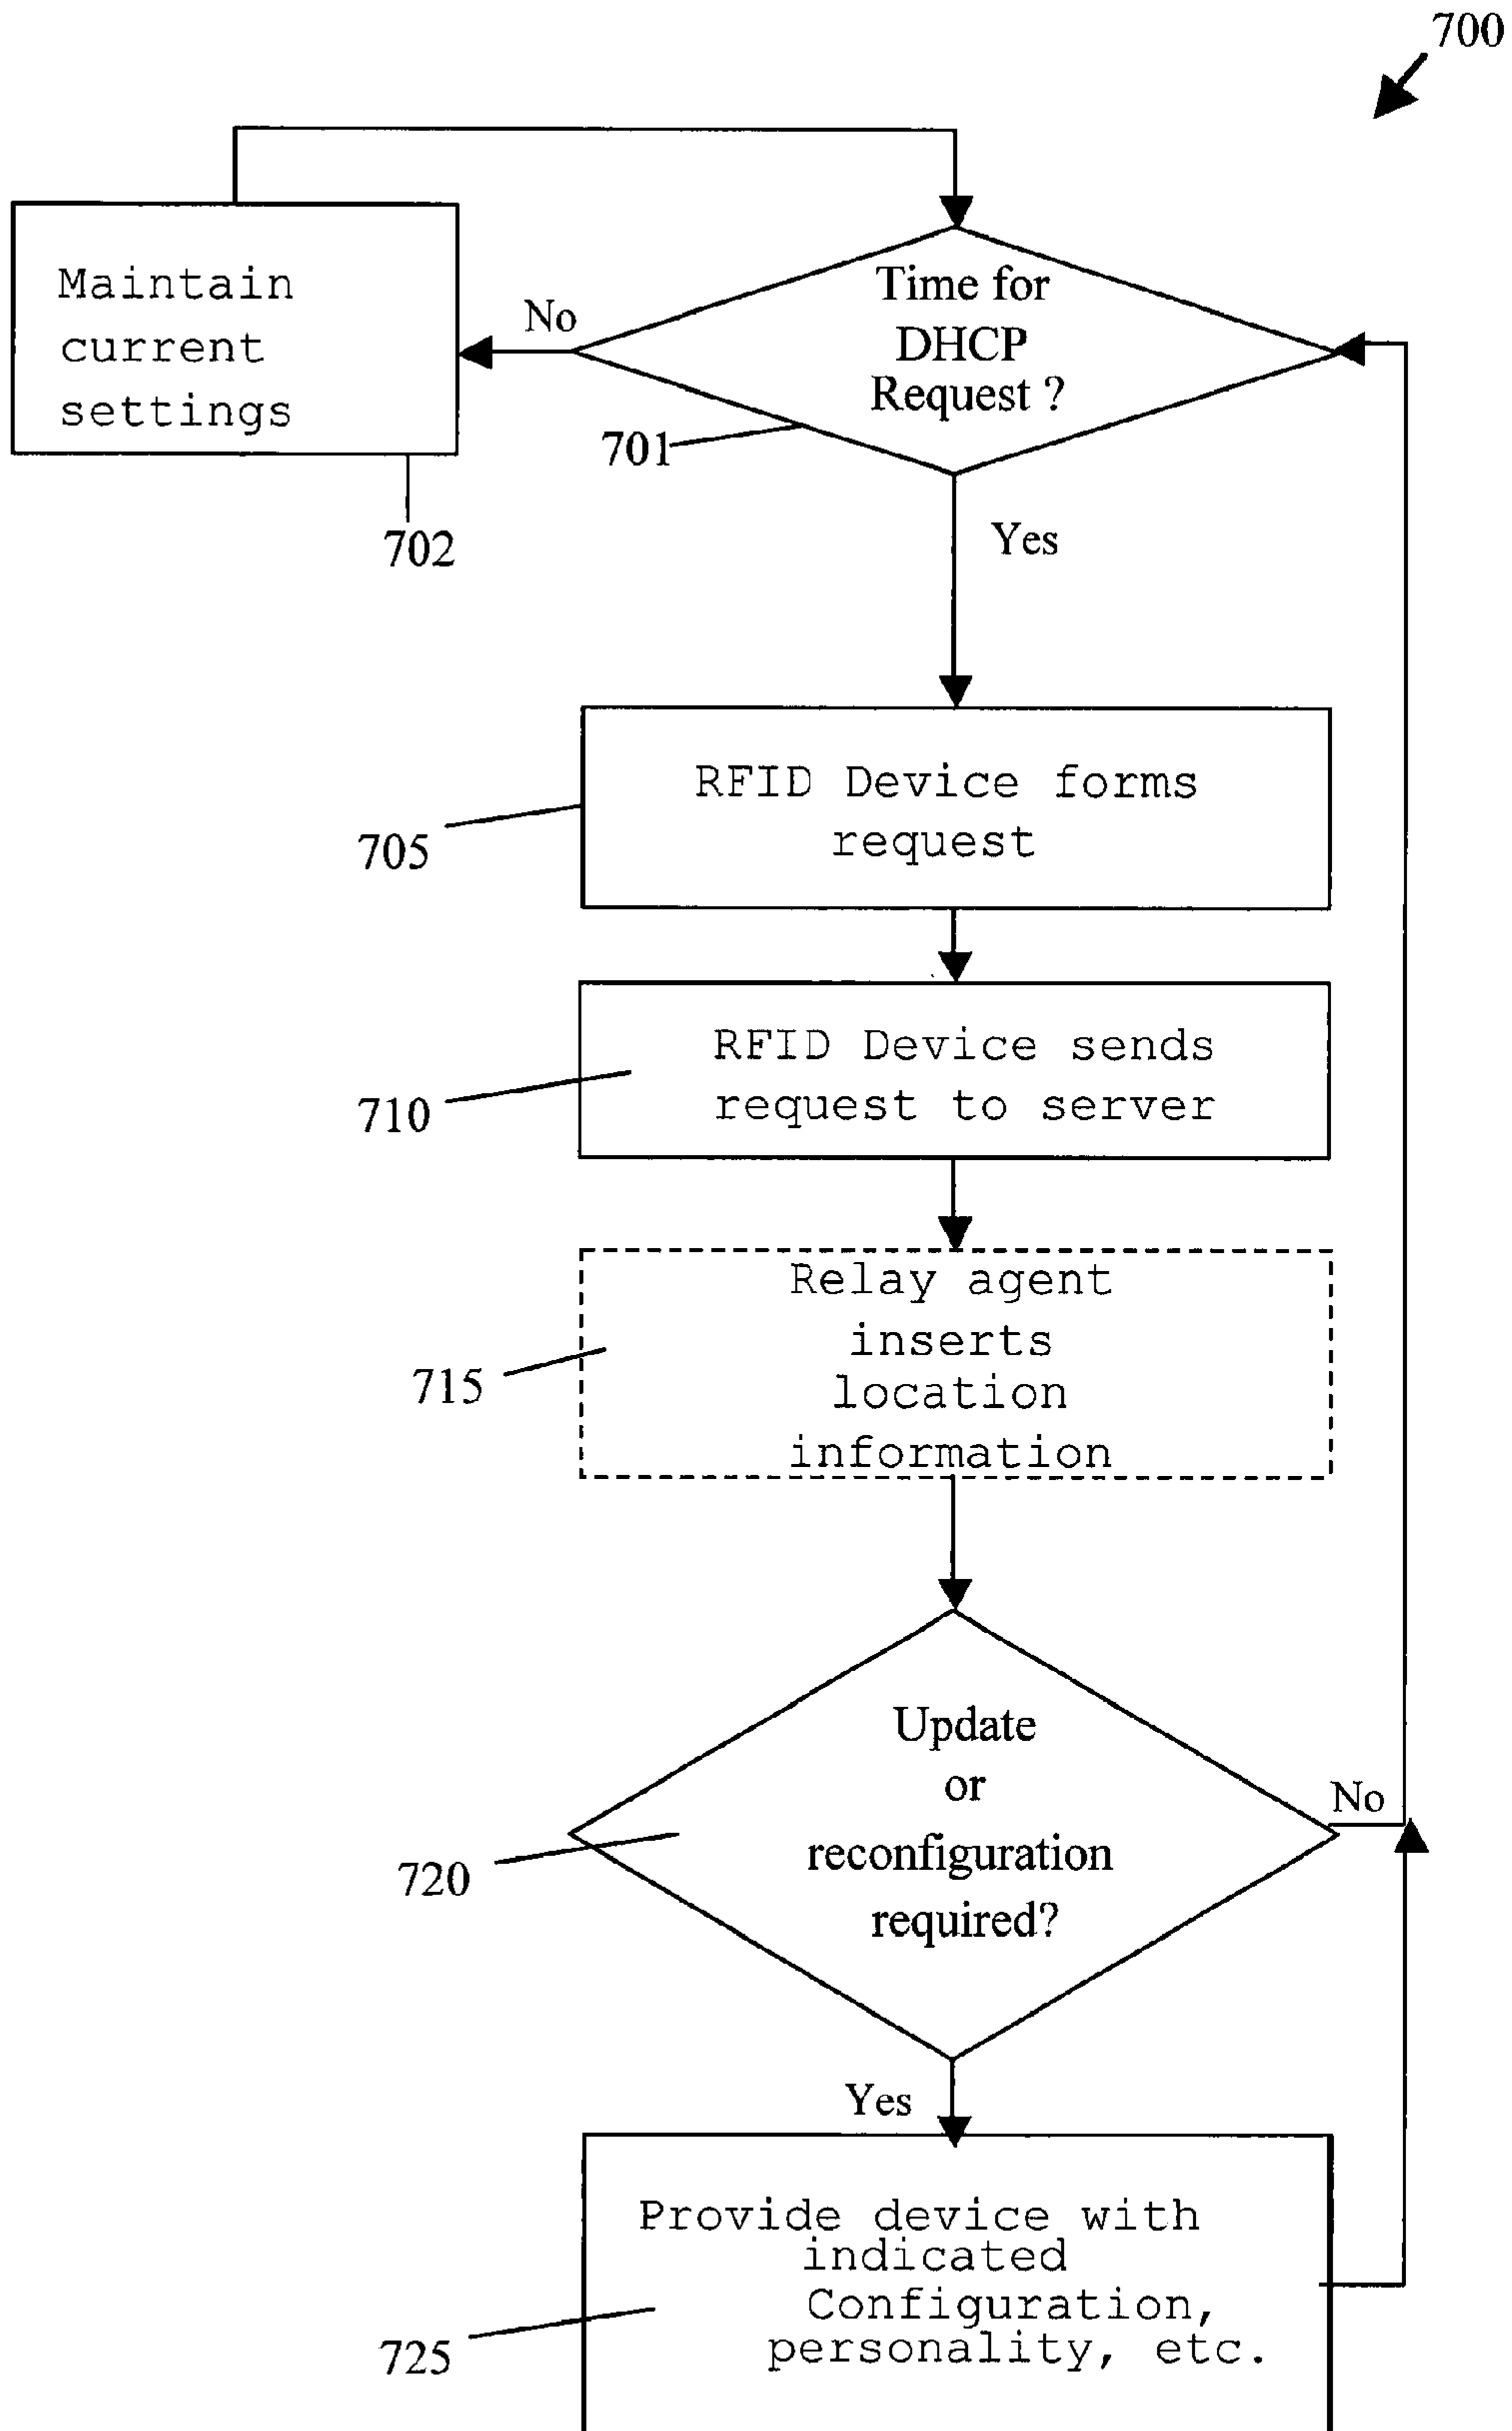 700
Maintain
current
settings
702
No
Time for
DHCP
Request ?
701
Yes
RFID Device forms
request
705
RFID Device sends
request to server
710
Relay agent
inserts
location
information
715
Update
or
reconfiguration
required?
720
No
Yes
Provide device with
indicated
Configuration,
personality, etc.
725